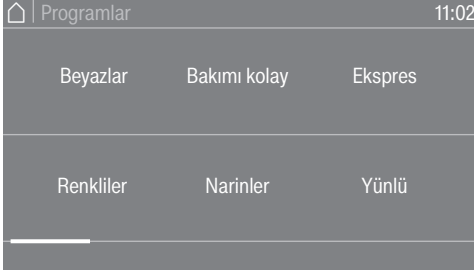 Programlar 11:02
Beyazlar Bakımı kolay Ekspres
Renkliler Narinler Yünlü